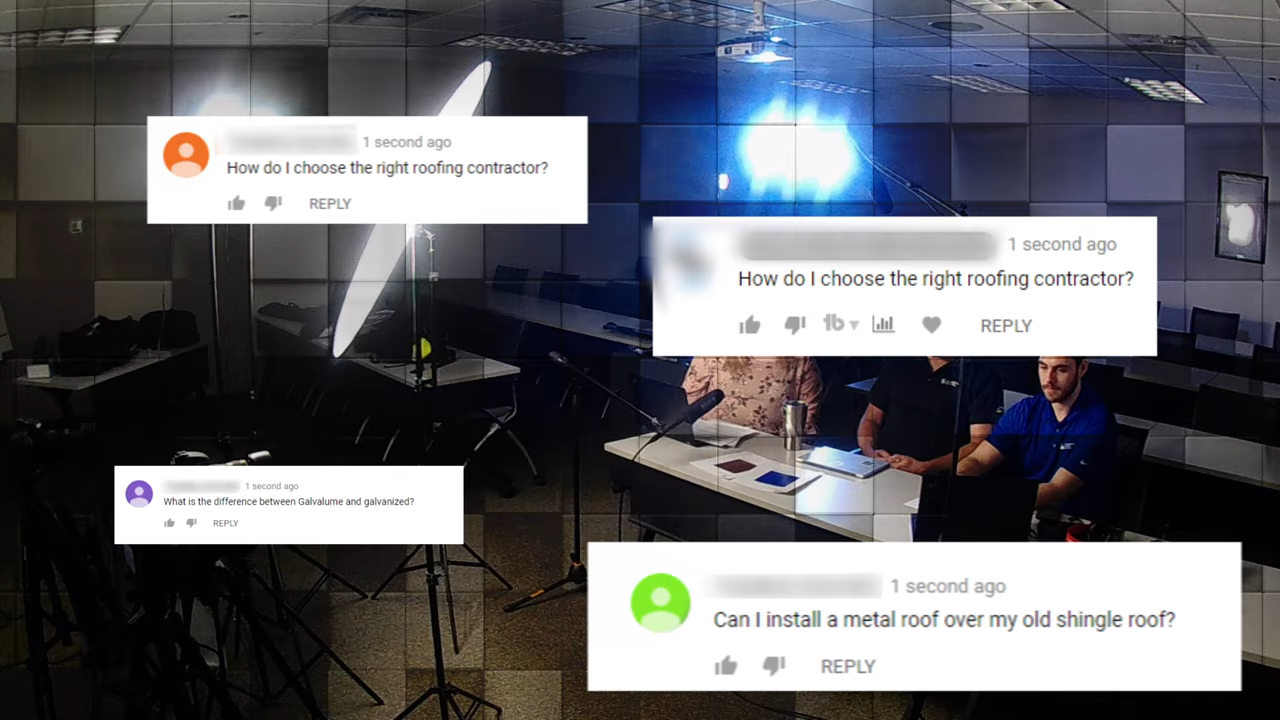 1 second ago
How do I choose the right roofing contractor?
REPLY
1 second ago
How do I choose the right roofing contractor?
REPLY
1 second ago
What is the difference between Galvalume and galvanized?
REPLY
1 second ago
Can I install a metal roof over my old shingle roof?
REPLY